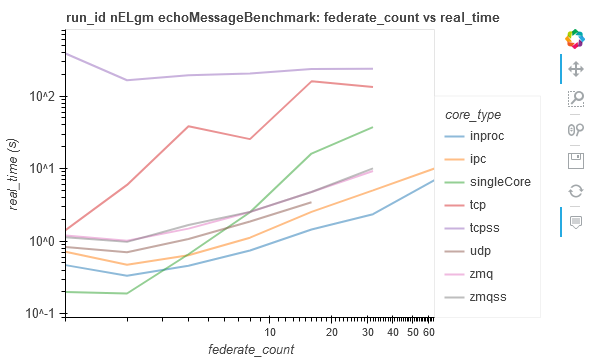 run_id nELgm echoMessageBenchmark: federate_count vs real_time
real_time (s)
10^2
10^1
10^0
10^-1
10
20
30
40
50
60
federate_count
core_type
inproc
ipc
singleCore
tcp
tcpss
udp
zmq
zmqss